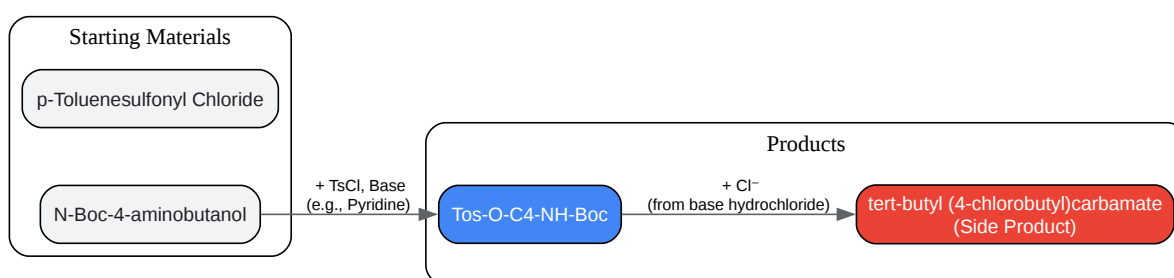 Starting Materials
p-Toluenesulfonyl Chloride
N-Boc-4-aminobutanol
+ TsCl, Base
(e.g., Pyridine)
Products
Tos-O-C4-NH-Boc
+ Cl⁻
(from base hydrochloride)
tert-butyl (4-chlorobutyl)carbamate
(Side Product)